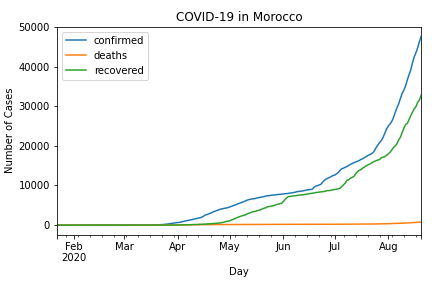 COVID-19 in Morocco
confirmed
deaths
recovered
Number of Cases
50000
40000
30000
20000
10000
0
Feb Mar Apr May Jun Jul Aug
2020
Day